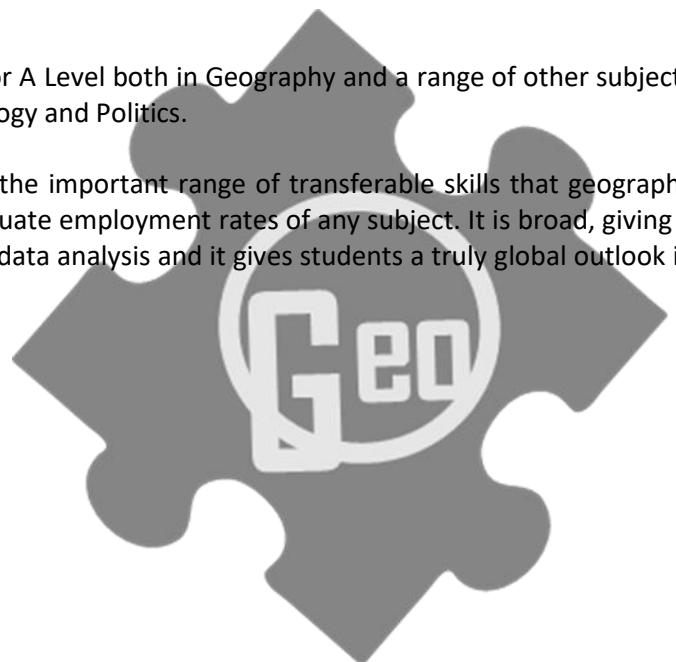 r A Level both in Geography and a range of other subject
ogy and Politics.
the important range of transferable skills that geograph
uate employment rates of any subject. It is broad, giving
data analysis and it gives students a truly global outlook i
Geo